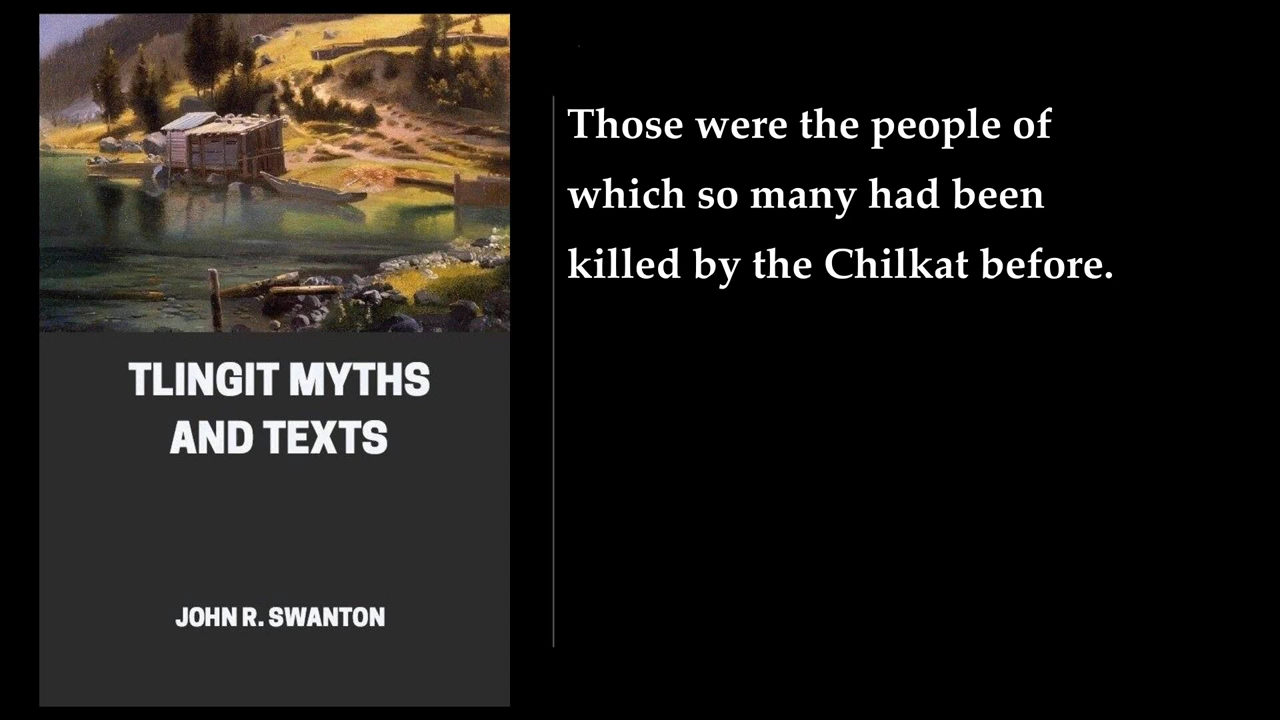 TLINGIT MYTHS
AND TEXTS
JOHN R. SWANTON
Those were the people of
which so many had been
killed by the Chilkat before.